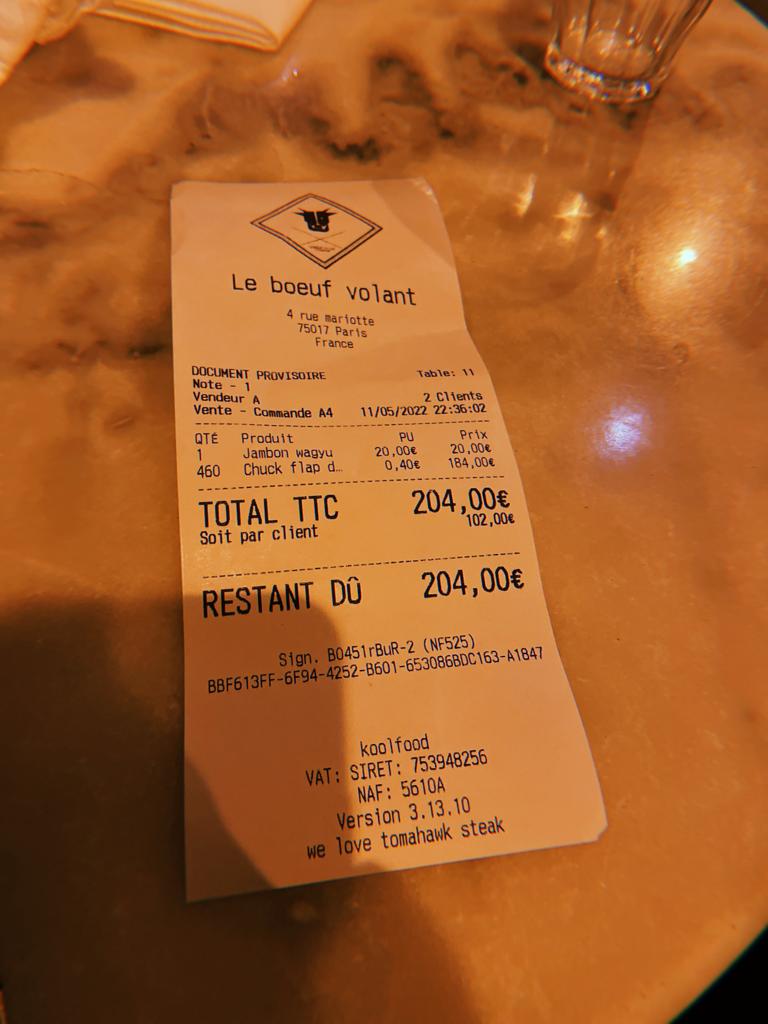 Le boeuf volant
4 rue mariotte
75017 Paris
France
DOCUMENT PROVISOIRE Table: 11
Note - 1
Vendeur A 2 Clients
Vente - Commande A4 11/05/2022 22:36:02
QTÉ Produit PU Prix
1 Jambon wagyu 20,00€ 20,00€
460 Chuck flap d… 0,40€ 184,00€
TOTAL TTC 204,00€
Soit par client 102,00€
RESTANT DÛ 204,00€
Sign. B0451rBuR-2 (NF525)
BBF613FF-6F94-4252-B601-653086BDC163-A1847
koolfood
VAT: SIRET: 753948256
NAF: 5610A
Version 3.13.10
we love tomahawk steak